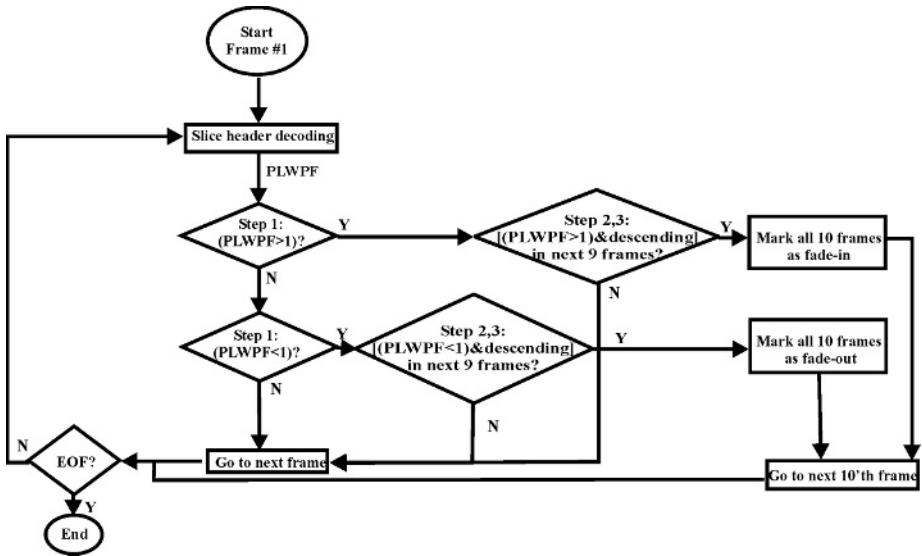 Start
Frame #1
Slice header decoding
PLWPF
Step 1:
(PLWPF>1)?
Y
N
Step 2,3:
[(PLWPF>1)&descending]
in next 9 frames?
Y
N
Mark all 10 frames
as fade-in
Step 1:
(PLWPF<1)?
Y
N
Step 2,3:
[(PLWPF<1)&descending]
in next 9 frames?
Y
N
Mark all 10 frames
as fade-out
N
EOF?
Y
Go to next frame
Go to next 10'th frame
End